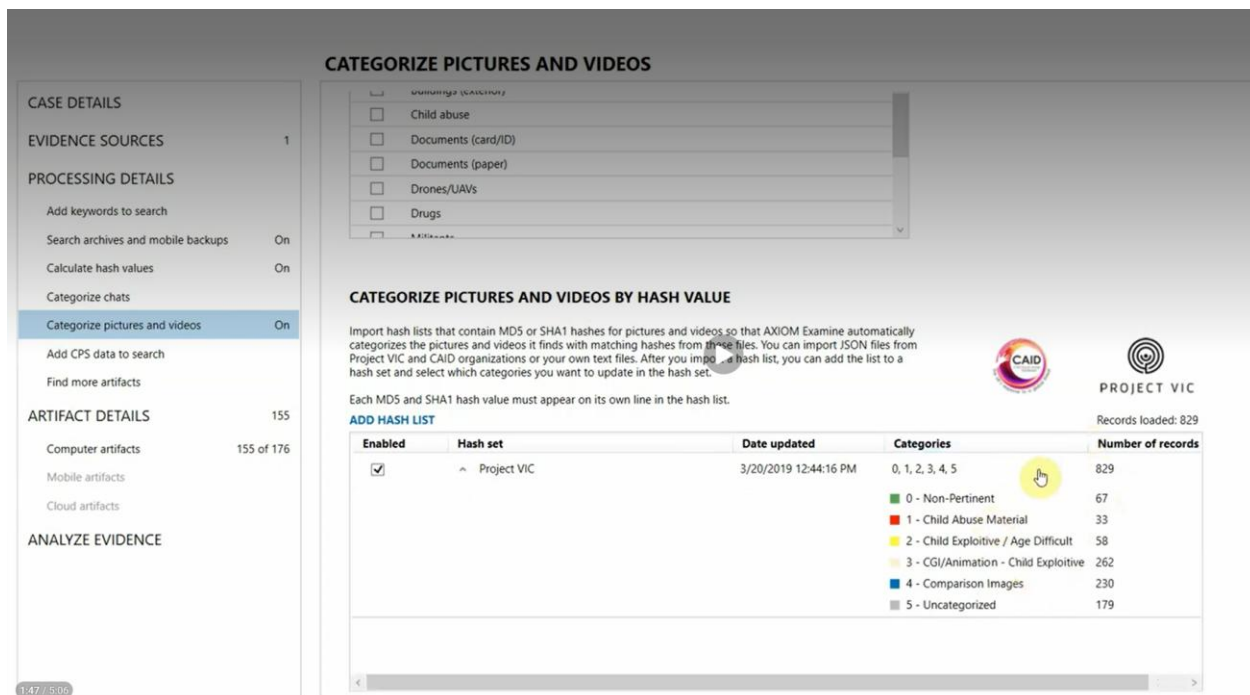 CATEGORIZE PICTURES AND VIDEOS
CASE DETAILS
EVIDENCE SOURCES 1
PROCESSING DETAILS
Add keywords to search
Search archives and mobile backups On
Calculate hash values On
Categorize chats
Categorize pictures and videos On
Add CPS data to search
Find more artifacts
ARTIFACT DETAILS 155
Computer artifacts 155 of 176
Mobile artifacts
Cloud artifacts
ANALYZE EVIDENCE
Buildings (exterior)
Child abuse
Documents (card/ID)
Documents (paper)
Drones/UAVs
Drugs
Militants
CATEGORIZE PICTURES AND VIDEOS BY HASH VALUE
Import hash lists that contain MD5 or SHA1 hashes for pictures and videos so that AXIOM Examine automatically
categorizes the pictures and videos it finds with matching hashes from these files. You can import JSON files from
Project VIC and CAID organizations or your own text files. After you import a hash list, you can add the list to a
hash set and select which categories you want to update in the hash set.
Each MD5 and SHA1 hash value must appear on its own line in the hash list.
CAID
PROJECT VIC
ADD HASH LIST Records loaded: 829
Enabled Hash set Date updated Categories Number of records
Project VIC 3/20/2019 12:44:16 PM 0, 1, 2, 3, 4, 5 829
0 - Non-Pertinent 67
1 - Child Abuse Material 33
2 - Child Exploitive / Age Difficult 58
3 - CGI/Animation - Child Exploitive 262
4 - Comparison Images 230
5 - Uncategorized 179
1:47 / 5:06